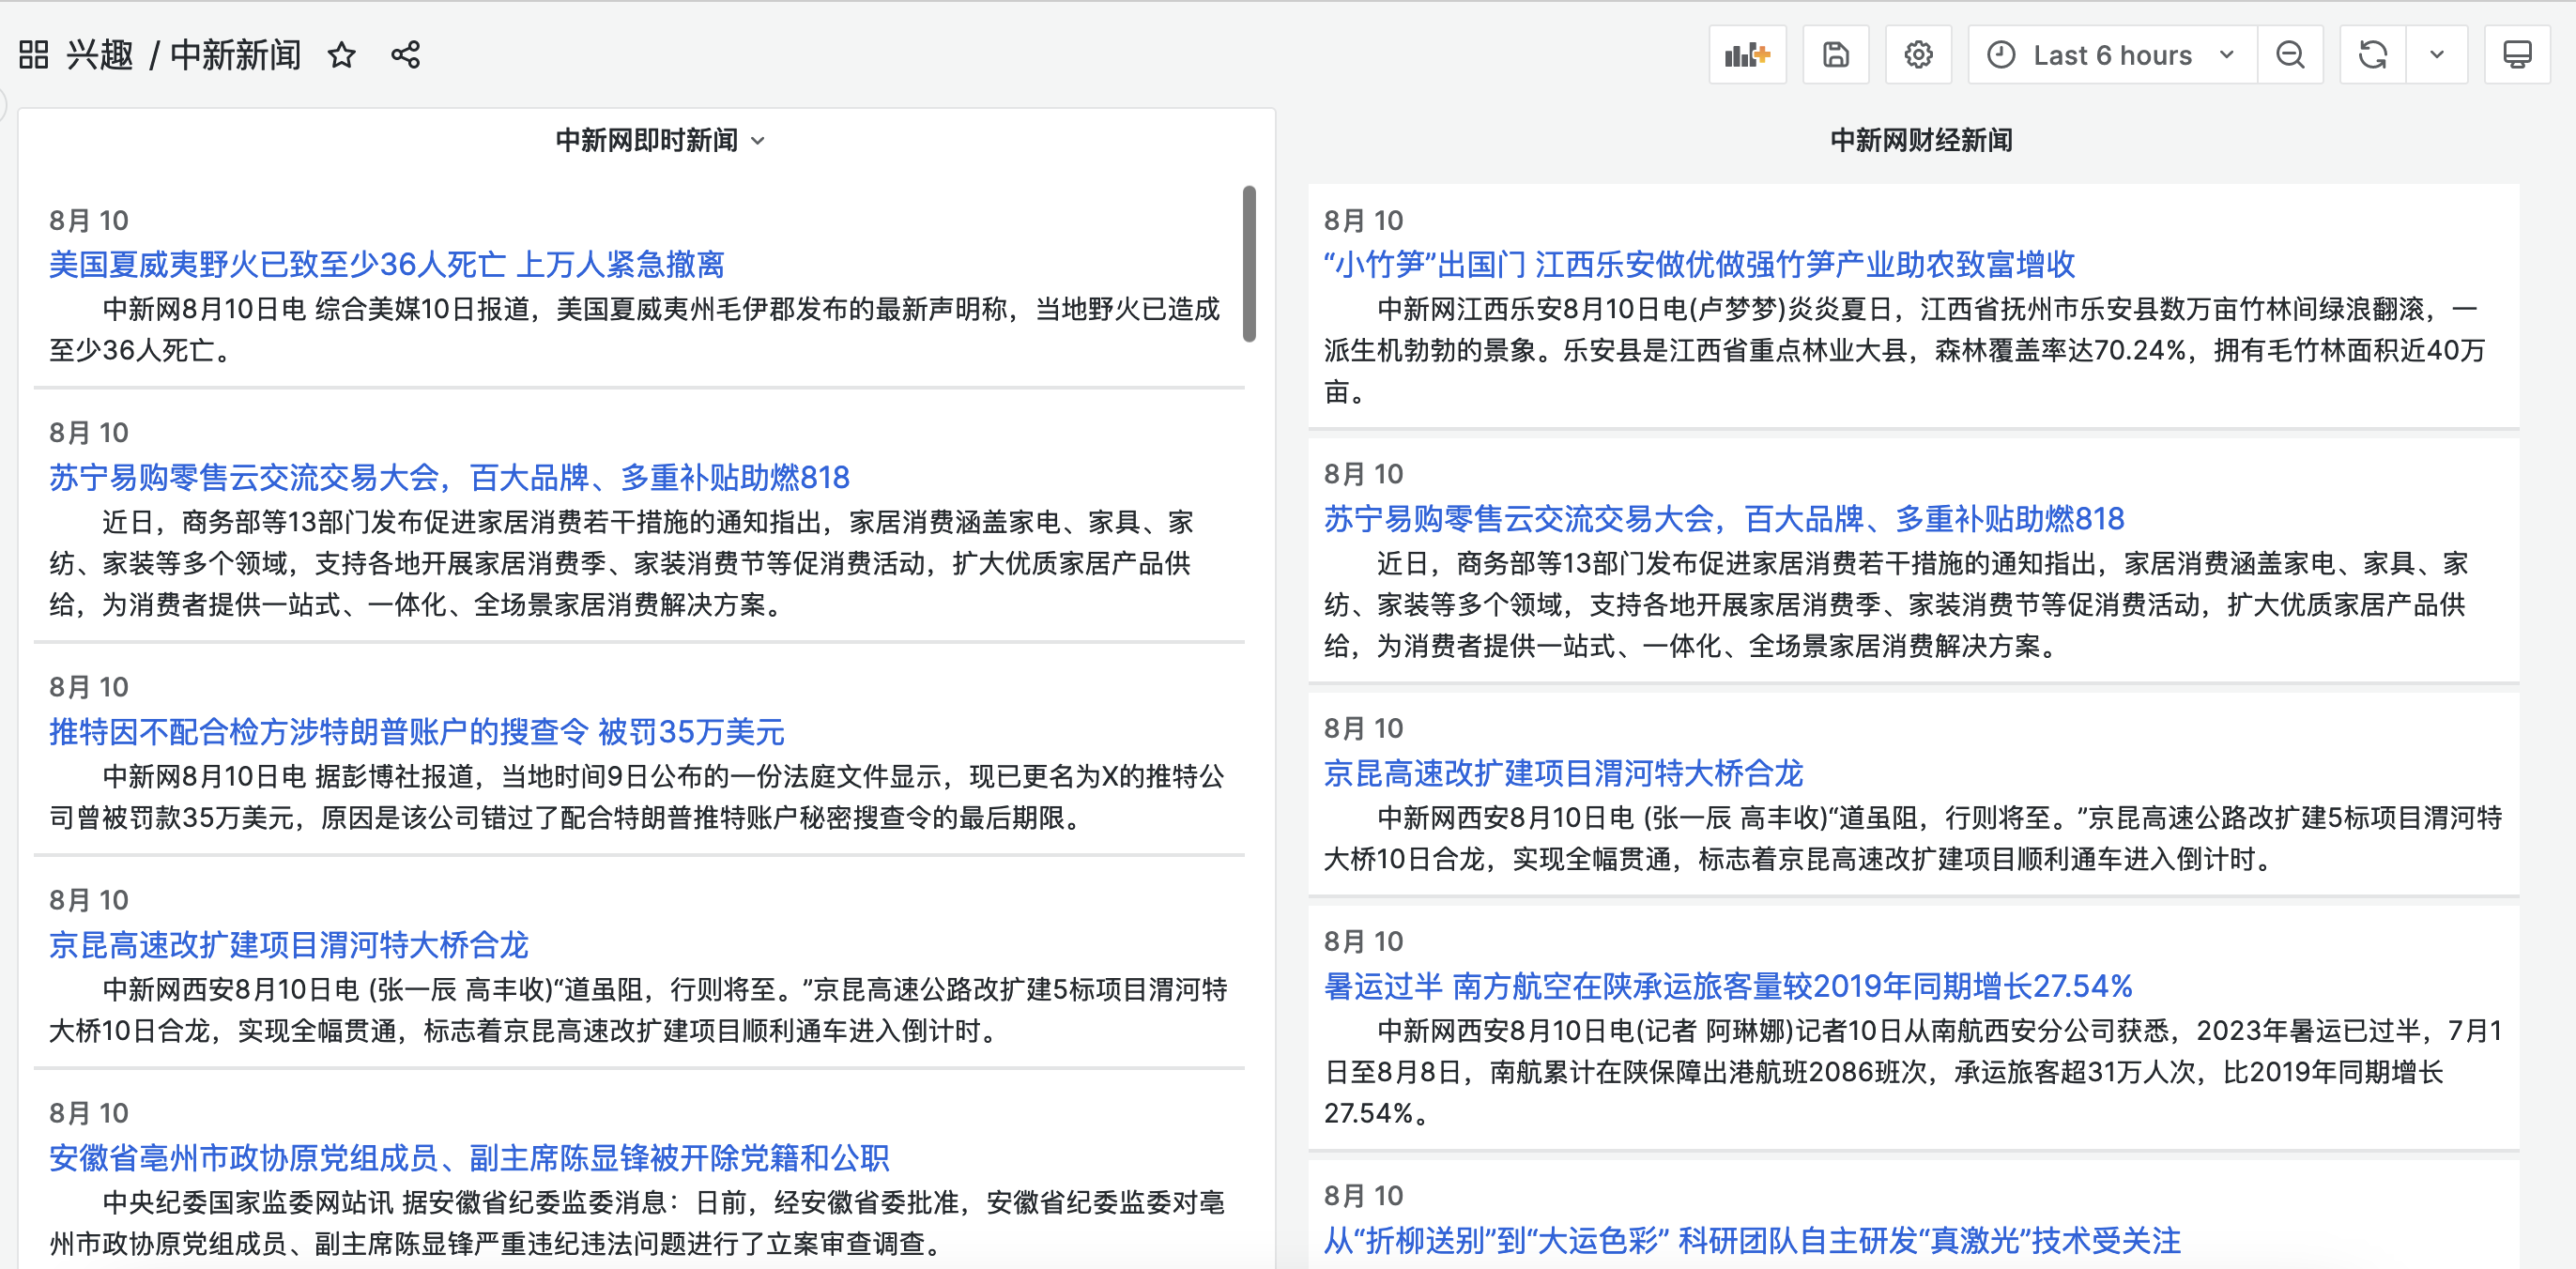 兴趣 / 中新新闻
Last 6 hours
中新网即时新闻
8月 10
美国夏威夷野火已致至少36人死亡 上万人紧急撤离
中新网8月10日电 综合美媒10日报道，美国夏威夷州毛伊郡发布的最新声明称，当地野火已造成
至少36人死亡。
8月 10
苏宁易购零售云交流交易大会，百大品牌、多重补贴助燃818
近日，商务部等13部门发布促进家居消费若干措施的通知指出，家居消费涵盖家电、家具、家
纺、家装等多个领域，支持各地开展家居消费季、家装消费节等促消费活动，扩大优质家居产品供
给，为消费者提供一站式、一体化、全场景家居消费解决方案。
8月 10
推特因不配合检方涉特朗普账户的搜查令 被罚35万美元
中新网8月10日电 据彭博社报道，当地时间9日公布的一份法庭文件显示，现已更名为X的推特公
司曾被罚款35万美元，原因是该公司错过了配合特朗普推特账户秘密搜查令的最后期限。
8月 10
京昆高速改扩建项目渭河特大桥合龙
中新网西安8月10日电 (张一辰 高丰收)“道虽阻，行则将至。”京昆高速公路改扩建5标项目渭河特
大桥10日合龙，实现全幅贯通，标志着京昆高速改扩建项目顺利通车进入倒计时。
8月 10
安徽省亳州市政协原党组成员、副主席陈显锋被开除党籍和公职
中央纪委国家监委网站讯 据安徽省纪委监委消息：日前，经安徽省委批准，安徽省纪委监委对亳
州市政协原党组成员、副主席陈显锋严重违纪违法问题进行了立案审查调查。
中新网财经新闻
8月 10
“小竹笋”出国门 江西乐安做优做强竹笋产业助农致富增收
中新网江西乐安8月10日电(卢梦梦)炎炎夏日，江西省抚州市乐安县数万亩竹林间绿浪翻滚，一
派生机勃勃的景象。乐安县是江西省重点林业大县，森林覆盖率达70.24%，拥有毛竹林面积近40万
亩。
8月 10
苏宁易购零售云交流交易大会，百大品牌、多重补贴助燃818
近日，商务部等13部门发布促进家居消费若干措施的通知指出，家居消费涵盖家电、家具、家
纺、家装等多个领域，支持各地开展家居消费季、家装消费节等促消费活动，扩大优质家居产品供
给，为消费者提供一站式、一体化、全场景家居消费解决方案。
8月 10
京昆高速改扩建项目渭河特大桥合龙
中新网西安8月10日电 (张一辰 高丰收)“道虽阻，行则将至。”京昆高速公路改扩建5标项目渭河特
大桥10日合龙，实现全幅贯通，标志着京昆高速改扩建项目顺利通车进入倒计时。
8月 10
暑运过半 南方航空在陕承运旅客量较2019年同期增长27.54%
中新网西安8月10日电(记者 阿琳娜)记者10日从南航西安分公司获悉，2023年暑运已过半，7月1
日至8月8日，南航累计在陕保障出港航班2086班次，承运旅客超31万人次，比2019年同期增长
27.54%。
8月 10
从“折柳送别”到“大运色彩” 科研团队自主研发“真激光”技术受关注